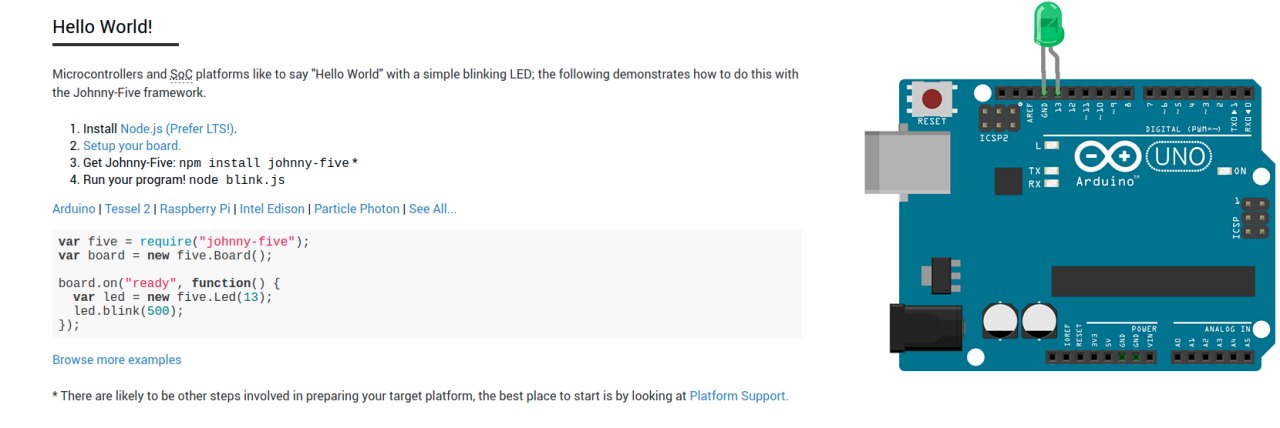 Hello World!
Microcontrollers and SoC platforms like to say "Hello World" with a simple blinking LED; the following demonstrates how to do this with
the Johnny-Five framework.
1. Install Node.js (Prefer LTS!).
2. Setup your board.
3. Get Johnny-Five: npm install johnny-five *
4. Run your program! node blink.js
Arduino | Tessel 2 | Raspberry Pi | Intel Edison | Particle Photon | See All...
var five = require("johnny-five");
var board = new five.Board();
board.on("ready", function() {
  var led = new five.Led(13);
  led.blink(500);
});
Browse more examples
* There are likely to be other steps involved in preparing your target platform, the best place to start is by looking at Platform Support.
RESET
ICSP2
AREF
GND
13
12
~11
~10
~9
8
7
~6
~5
4
~3
2
TX0▶1
RX0◀0
DIGITAL (PWM=~)
L
TX
RX
Arduino™
UNO
ON
1
ICSP
POWER
ANALOG IN
IOREF
RESET
3V3
5V
GND
GND
VIN
A0
A1
A2
A3
A4
A5